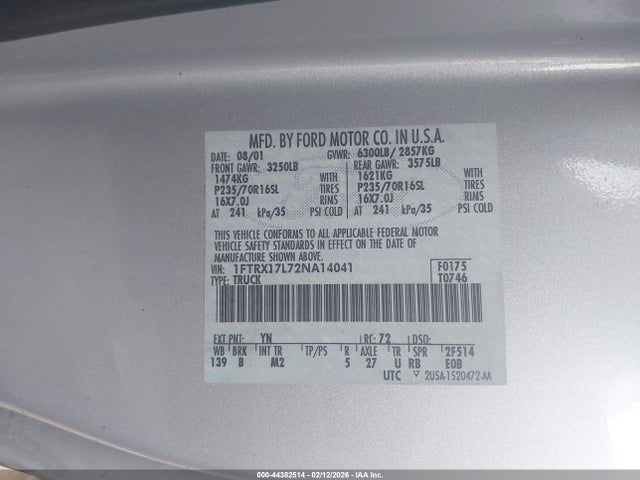 MFD. BY FORD MOTOR CO. IN U.S.A.
DATE: 08/01 GVWR: 6300LB/ 2857KG
FRONT GAWR: 3250LB REAR GAWR: 3575LB
1474KG WITH 1621KG WITH
P235/70R16SL TIRES P235/70R16SL TIRES
16X7.0J RIMS 16X7.0J RIMS
AT 241 kPa/35 PSI COLD AT 241 kPa/35 PSI COLD
THIS VEHICLE CONFORMS TO ALL APPLICABLE FEDERAL MOTOR
VEHICLE SAFETY STANDARDS IN EFFECT ON THE DATE OF
MANUFACTURE SHOWN ABOVE.
VIN: 1FTRX17L72NA14041 F0175
TYPE: TRUCK T0746
EXT PNT: YN RC: 72 DSO:
WB BRK INT TR TP/PS R AXLE TR SPR 2F514
139 B M2 5 27 U RB EOB
UTC 2U5A-1520472-AA
000-44382514 - 02/12/2026 - IAAI, Inc.